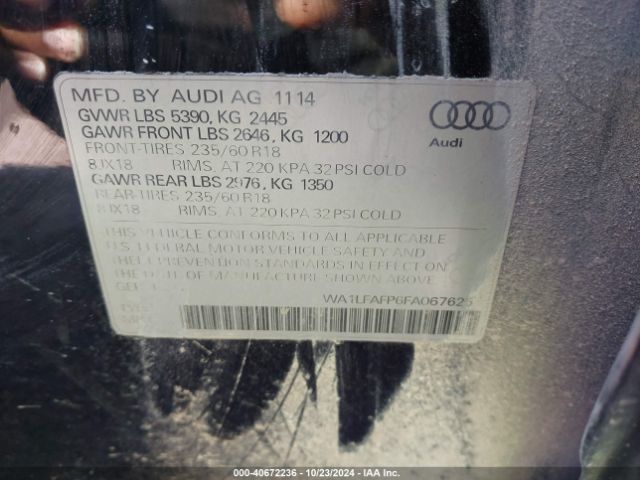 MFD. BY AUDI AG 11 14
GVWR LBS 5390, KG 2445
GAWR FRONT LBS 2646, KG 1200
FRONT-TIRES 235/60 R18
8JX18 RIMS, AT 220 KPA 32 PSI COLD
GAWR REAR LBS 2976, KG 1350
REAR-TIRES 235/60 R18
8JX18 RIMS, AT 220 KPA 32 PSI COLD
Audi
THIS VEHICLE CONFORMS TO ALL APPLICABLE
U.S. FEDERAL MOTOR VEHICLE SAFETY AND
THEFT PREVENTION STANDARDS IN EFFECT ON
THE DATE OF MANUFACTURE SHOWN ABOVE
WA1LFAFP6FA067625
TYPE:
000-40672236 - 10/23/2024 - IAA Inc.